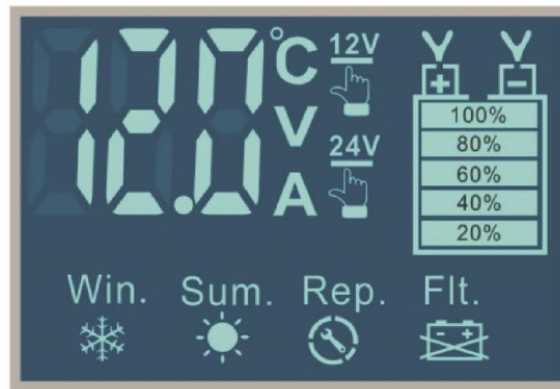 12.0
°C
V
A
12V
24V
+ -
100%
80%
60%
40%
20%
Win. Sum. Rep. Flt.
- +